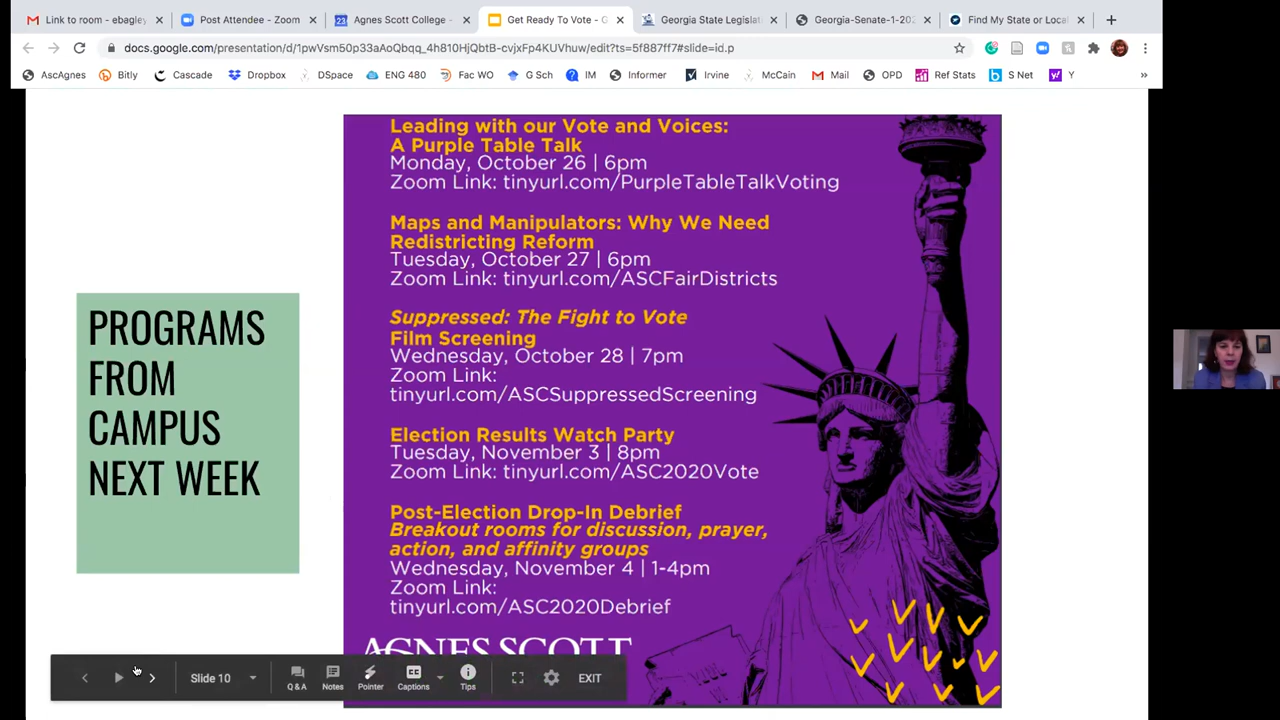 Link to room - ebagley
Post Attendee - Zoom
23 Agnes Scott College -
Get Ready To Vote - G
Georgia State Legislat
Georgia-Senate-1-202
Find My State or Local
docs.google.com/presentation/d/1pwVsm50p33aAoQbqq_4h810HjQbtB-cvjxFp4KUVhuw/edit?ts=5f887ff7#slide=id.p
AscAgnes
Bitly
Cascade
Dropbox
DSpace
ENG 480
Fac WO
G Sch
IM
Informer
Irvine
McCain
Mail
OPD
Ref Stats
S Net
Y
»
PROGRAMS
FROM
CAMPUS
NEXT WEEK
Leading with our Vote and Voices:
A Purple Table Talk
Monday, October 26 | 6pm
Zoom Link: tinyurl.com/PurpleTableTalkVoting
Maps and Manipulators: Why We Need
Redistricting Reform
Tuesday, October 27 | 6pm
Zoom Link: tinyurl.com/ASCFairDistricts
Suppressed: The Fight to Vote
Film Screening
Wednesday, October 28 | 7pm
Zoom Link:
tinyurl.com/ASCSuppressedScreening
Election Results Watch Party
Tuesday, November 3 | 8pm
Zoom Link: tinyurl.com/ASC2020Vote
Post-Election Drop-In Debrief
Breakout rooms for discussion, prayer,
action, and affinity groups
Wednesday, November 4 | 1-4pm
Zoom Link:
tinyurl.com/ASC2020Debrief
AGNES SCOTT
Slide 10
Q & A
Notes
Pointer
Captions
Tips
EXIT